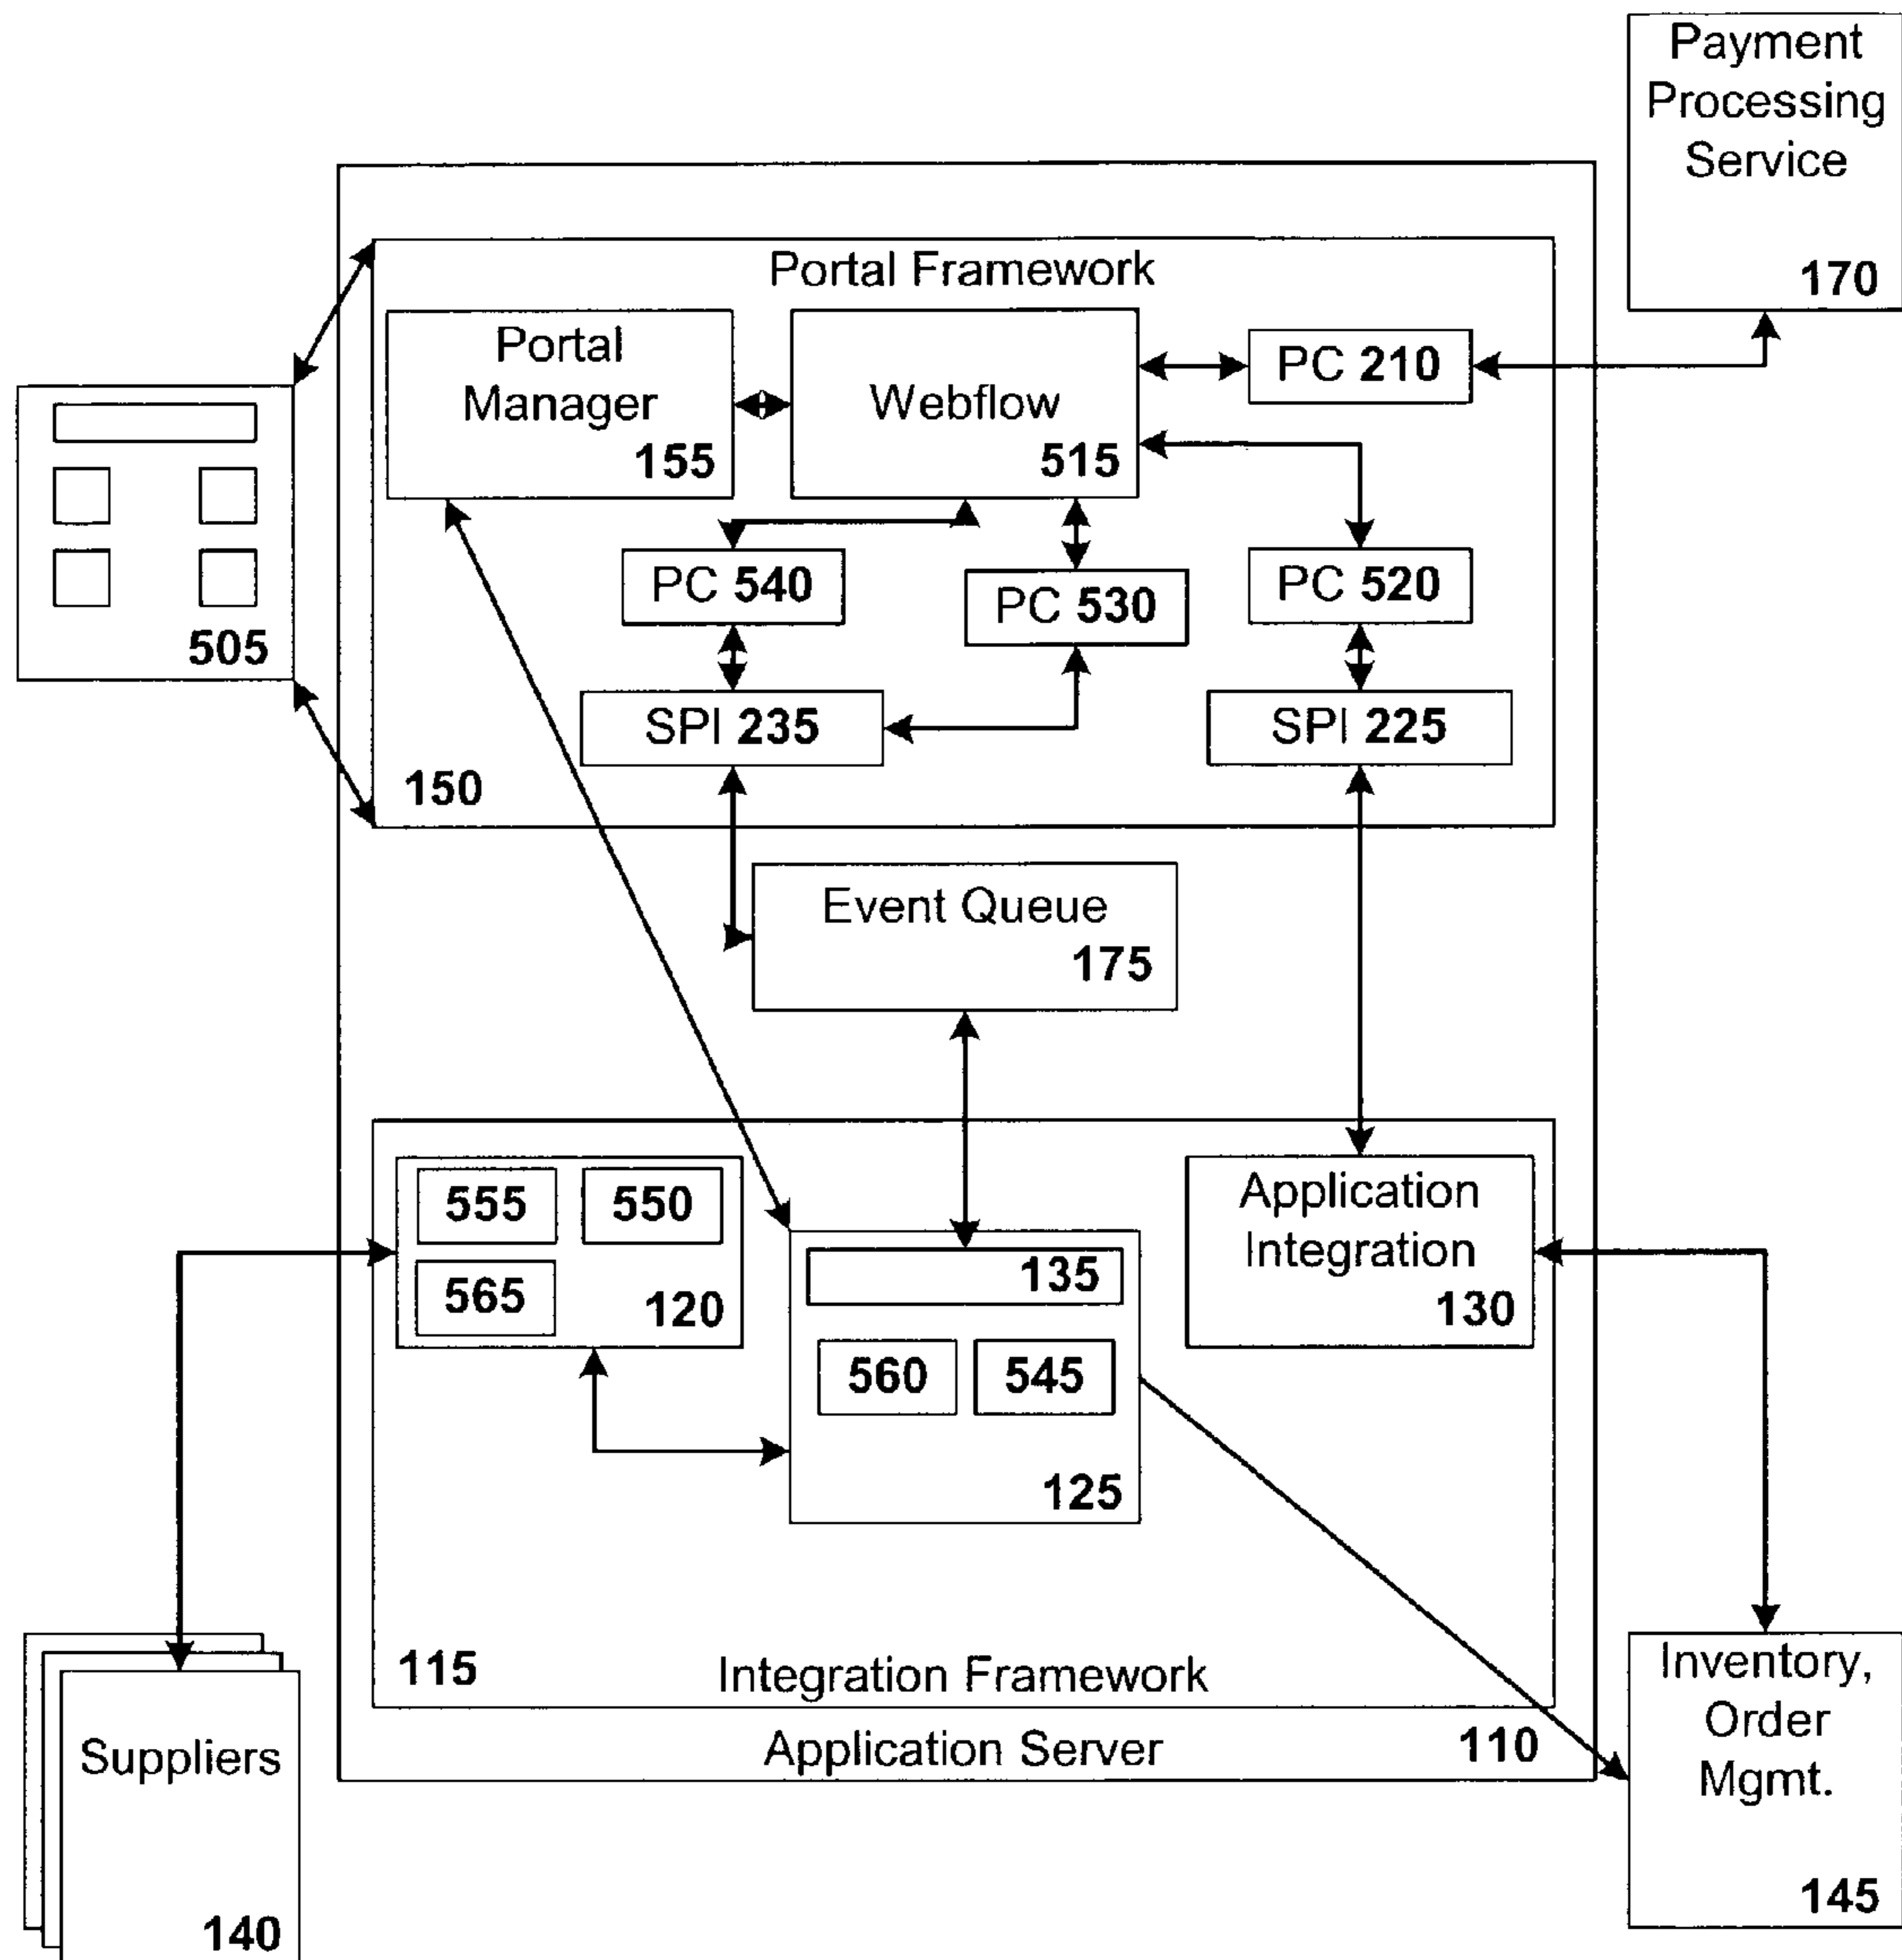 Payment
Processing
Service
170
Portal Framework
Portal
Manager
155
Webflow
515
PC 210
505
PC 540
PC 530
PC 520
SPI 235
SPI 225
150
Event Queue
175
555
550
565
120
135
560
545
125
Application
Integration
130
115
Integration Framework
Application Server
110
Suppliers
140
Inventory,
Order
Mgmt.
145